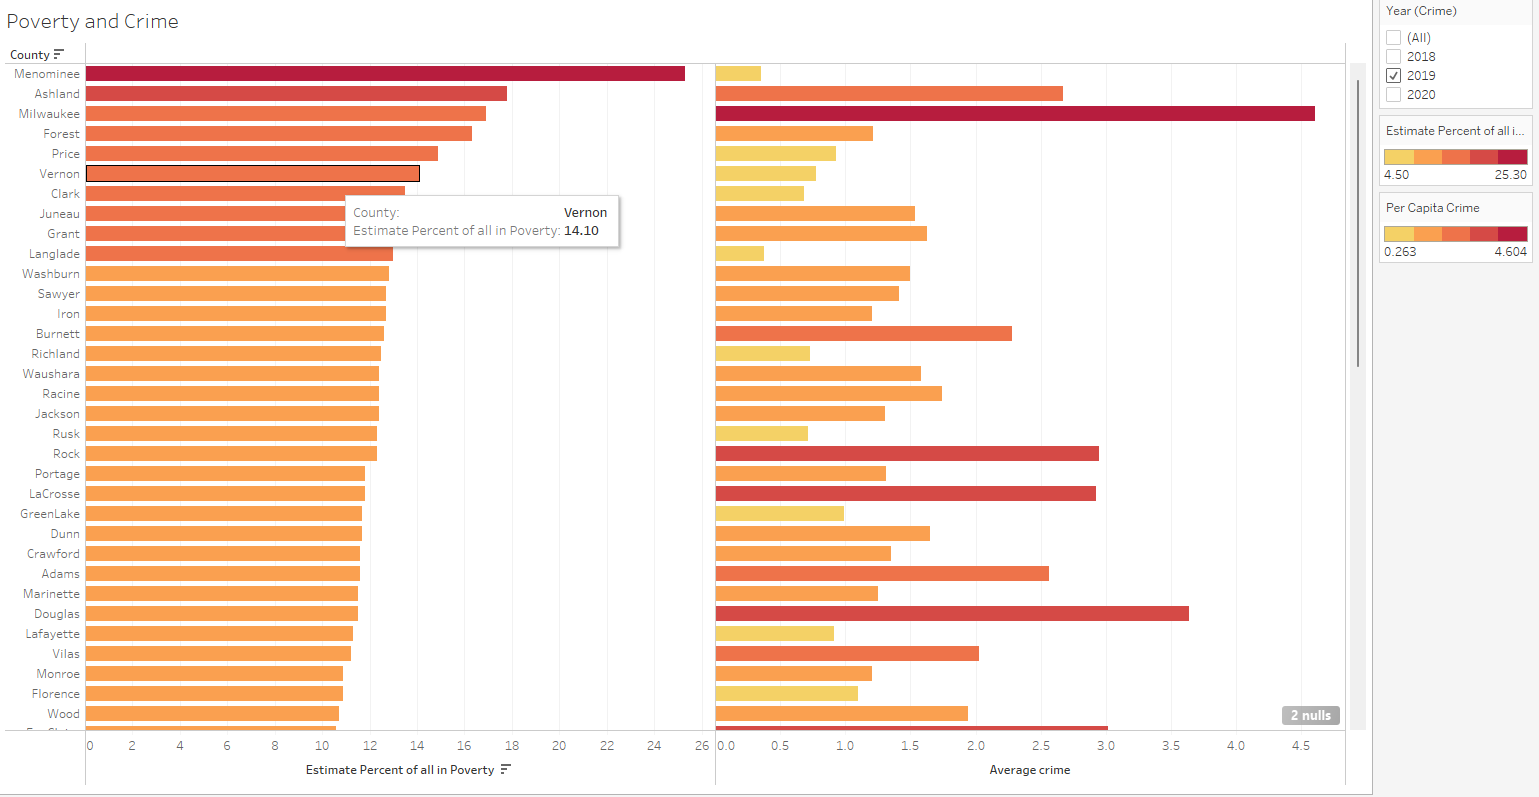 Poverty and Crime
County
Menominee
Ashland
Milwaukee
Forest
Price
Vernon
Clark
Juneau
Grant
Langlade
Washburn
Sawyer
Iron
Burnett
Richland
Waushara
Racine
Jackson
Rusk
Rock
Portage
LaCrosse
GreenLake
Dunn
Crawford
Adams
Marinette
Douglas
Lafayette
Vilas
Monroe
Florence
Wood
County: Vernon
Estimate Percent of all in Poverty: 14.10
2 nulls
0 2 4 6 8 10 12 14 16 18 20 22 24 26
Estimate Percent of all in Poverty
0.0 0.5 1.0 1.5 2.0 2.5 3.0 3.5 4.0 4.5
Average crime
Year (Crime)
(All)
2018
2019
2020
Estimate Percent of all i...
4.50 25.30
Per Capita Crime
0.263 4.604